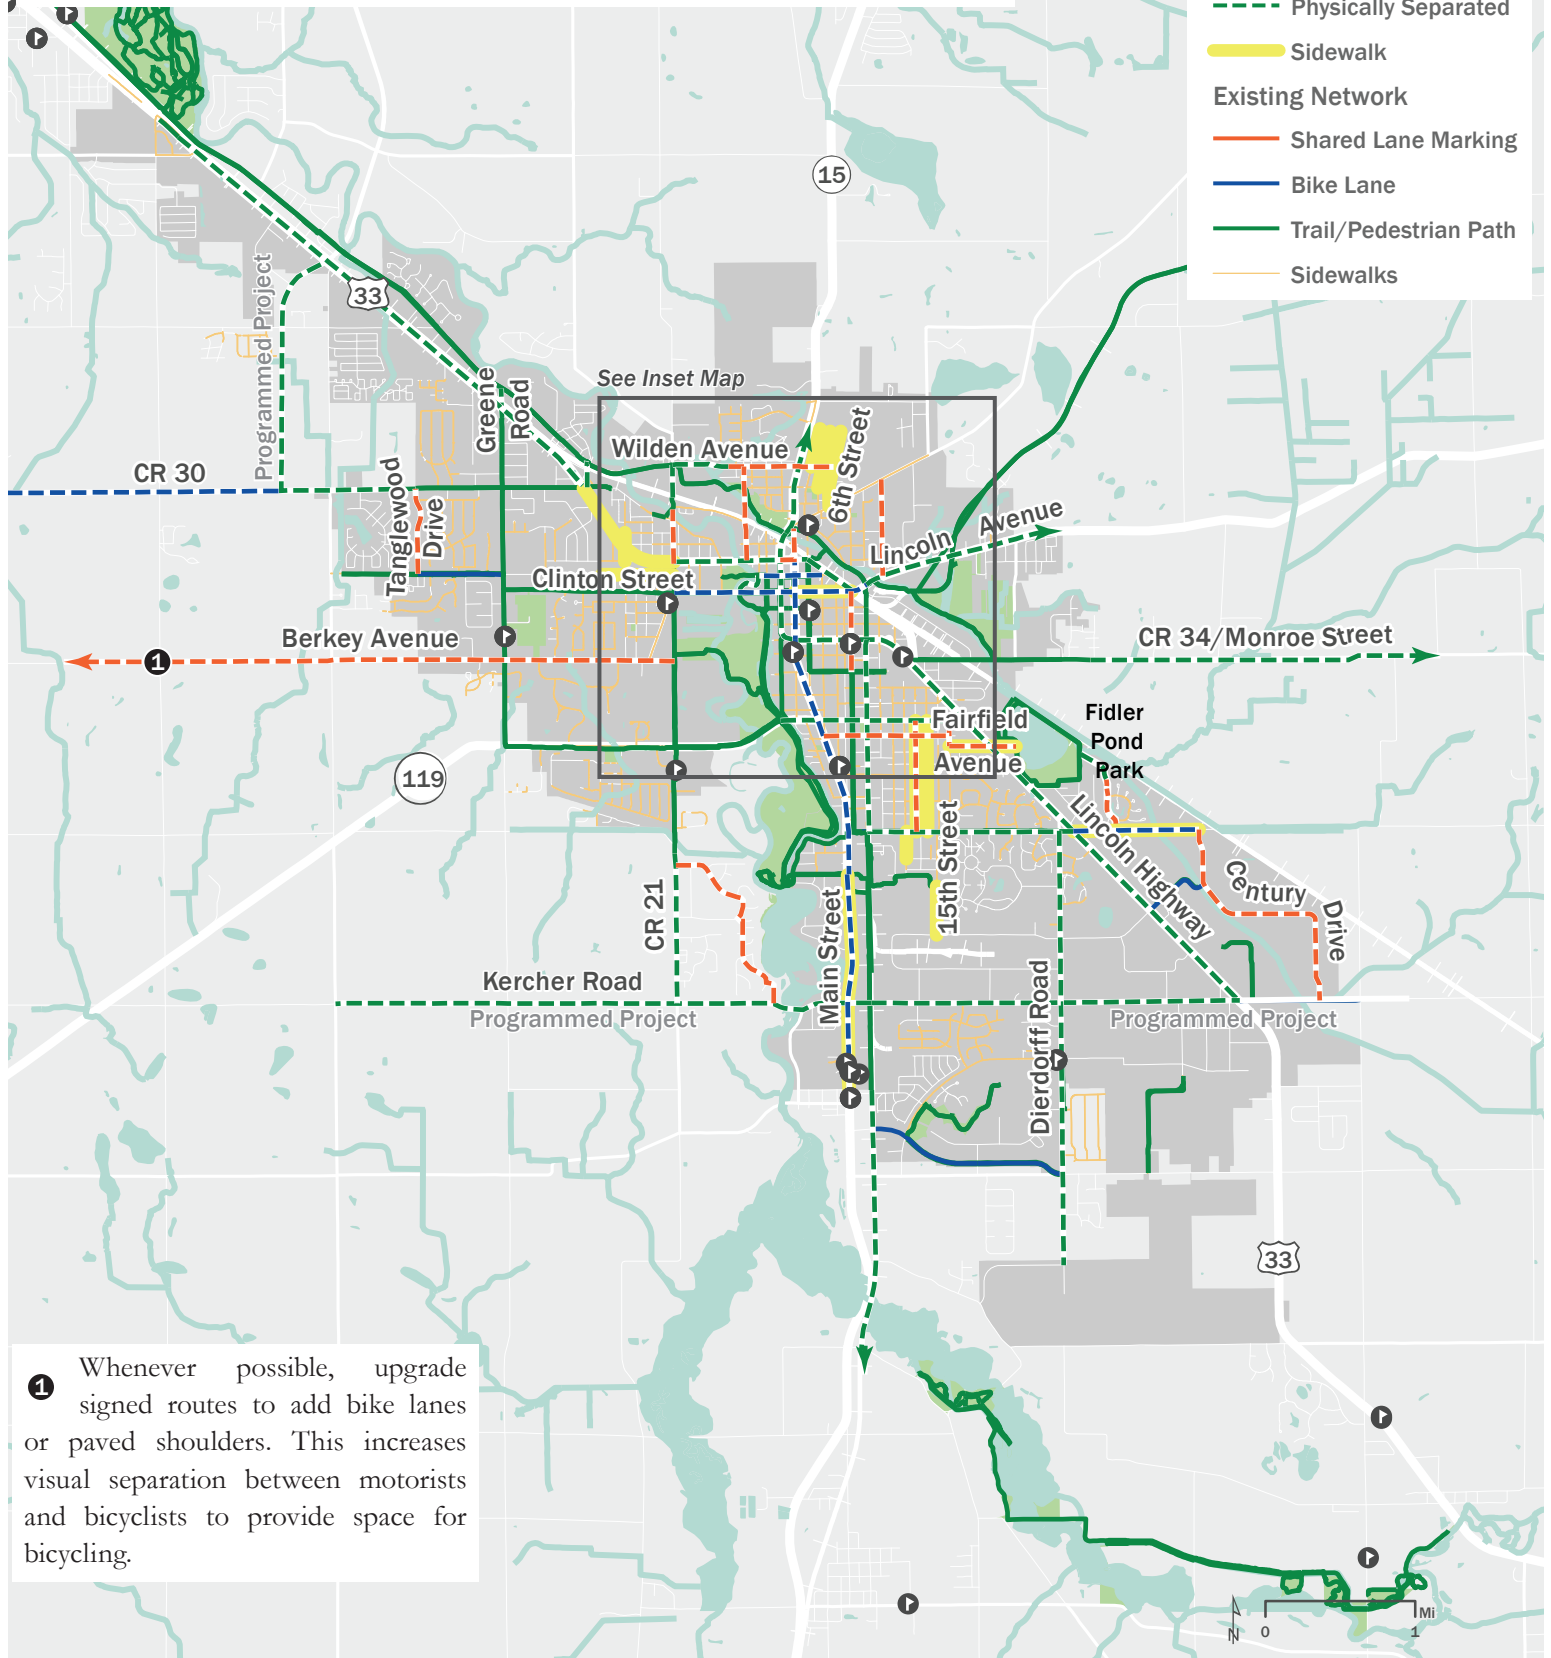 Physically Separated
Sidewalk
Existing Network
Shared Lane Marking
Bike Lane
Trail/Pedestrian Path
Sidewalks
15
33
Programmed Project
Greene
Road
See Inset Map
Wilden Avenue
6th Street
CR 30
Tanglewood
Drive
Lincoln Avenue
Clinton Street
Berkey Avenue
1
CR 34/Monroe Street
Fairfield
Avenue
Fidler
Pond
Park
119
Lincoln Highway
15th Street
Century
Drive
CR 21
Main Street
Kercher Road
Programmed Project
Dierdorff Road
Programmed Project
33
1 Whenever possible, upgrade
signed routes to add bike lanes
or paved shoulders. This increases
visual separation between motorists
and bicyclists to provide space for
bicycling.
N
0
1
Mi